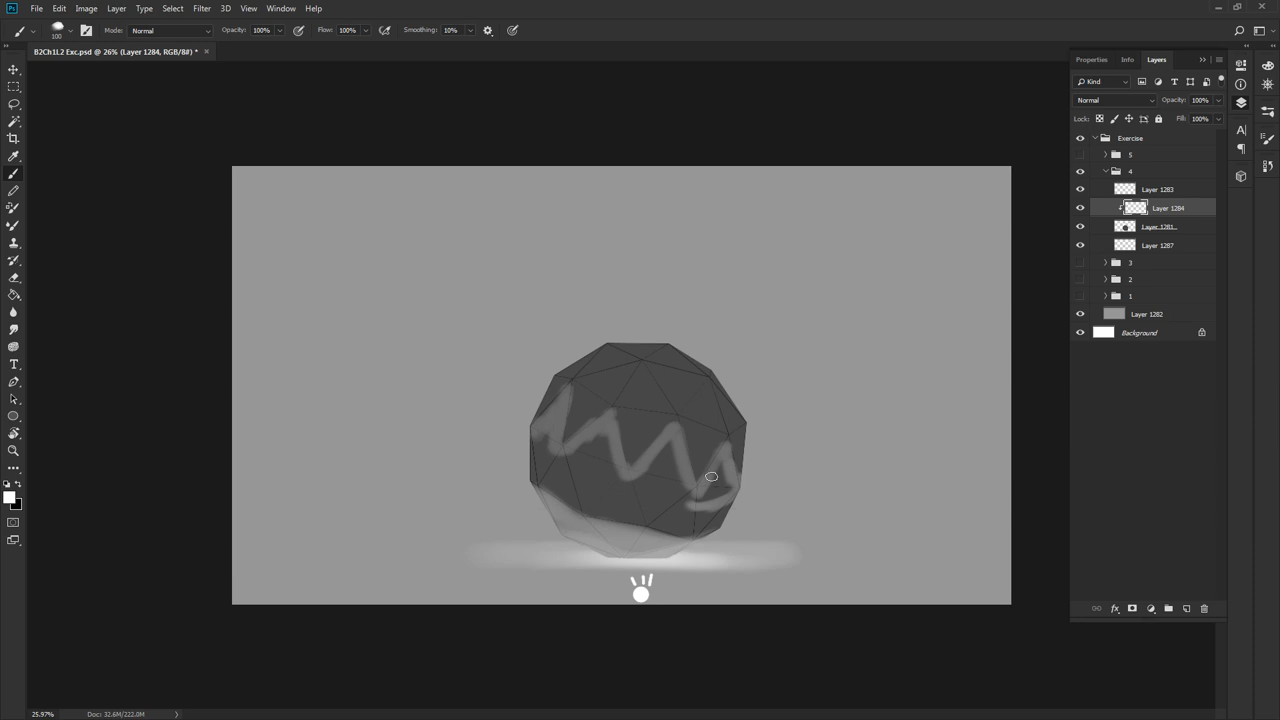 Ps File Edit Image Layer Type Select Filter 3D View Window Help
100 Mode: Normal Opacity: 100% Flow: 100% Smoothing: 10%
B2Ch1L2 Exc.psd @ 26% (Layer 1284, RGB/8#) *
Properties Info Layers
Kind
Normal Opacity: 100%
Lock: Fill: 100%
Exercise
5
4
Layer 1283
Layer 1284
Layer 1281
Layer 1287
3
2
1
Layer 1282
Background
25.97% Doc: 32.6M/222.0M